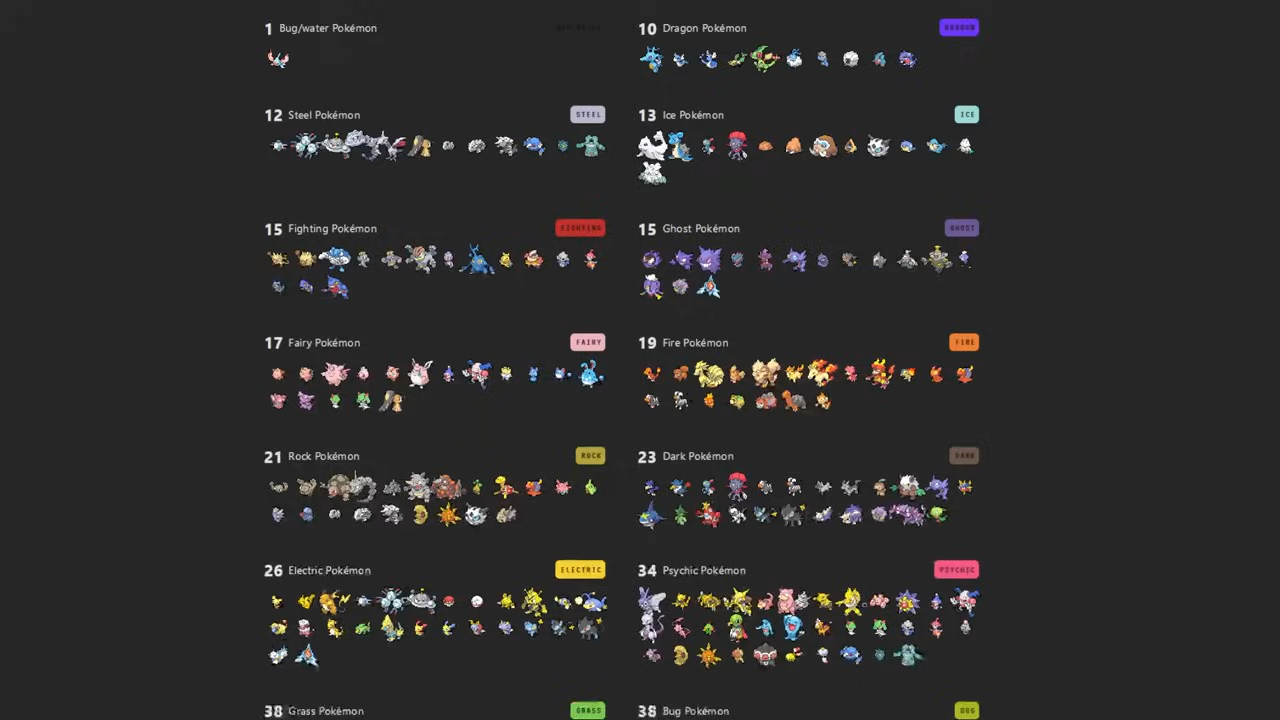 1 Bug/water Pokémon
10 Dragon Pokémon DRAGON
12 Steel Pokémon STEEL
13 Ice Pokémon ICE
15 Fighting Pokémon FIGHTING
15 Ghost Pokémon GHOST
17 Fairy Pokémon FAIRY
19 Fire Pokémon FIRE
21 Rock Pokémon ROCK
23 Dark Pokémon DARK
26 Electric Pokémon ELECTRIC
34 Psychic Pokémon PSYCHIC
38 Grass Pokémon GRASS
38 Bug Pokémon BUG